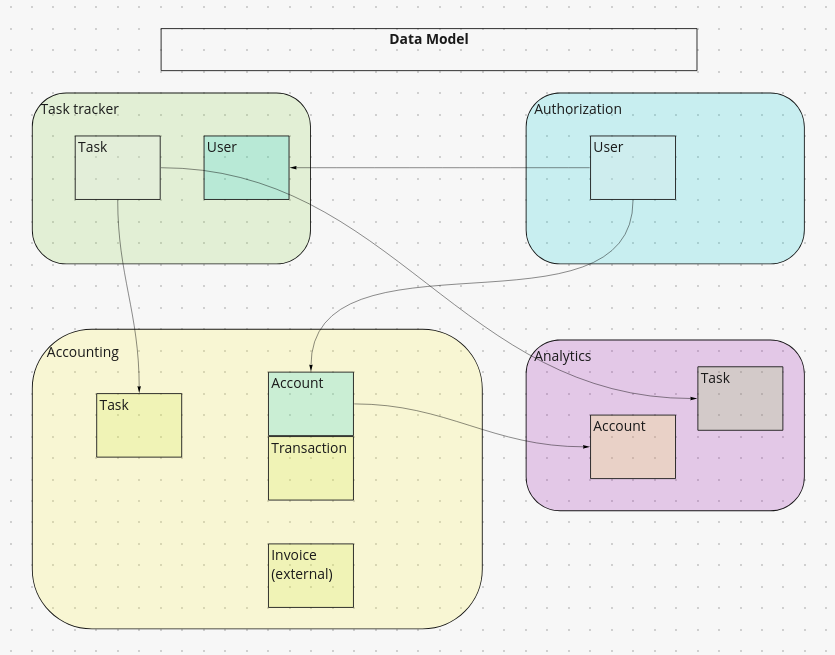 Data Model
Task tracker
Task
User
Authorization
User
Accounting
Task
Account
Transaction
Invoice
(external)
Analytics
Task
Account